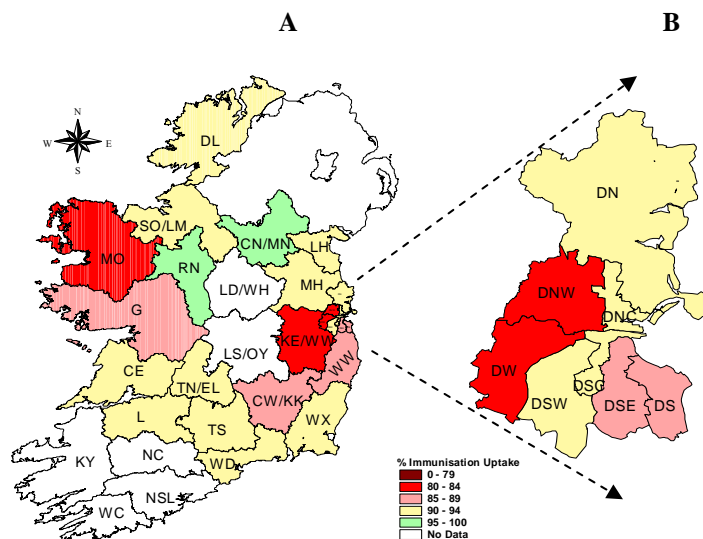 A
B
N
W E
S
DL
SO/LM
CN/MN
LH
MO
RN
LD/WH
MH
G
KE/WW
LS/OY
WW
CE
TN/EL
CW/KK
L
TS
WX
KY
NC
WD
NSL
WC
DN
DNW
DNC
DW
DSC
DSW
DSE
DS
% Immunisation Uptake
0 - 79
80 - 84
85 - 89
90 - 94
95 - 100
No Data